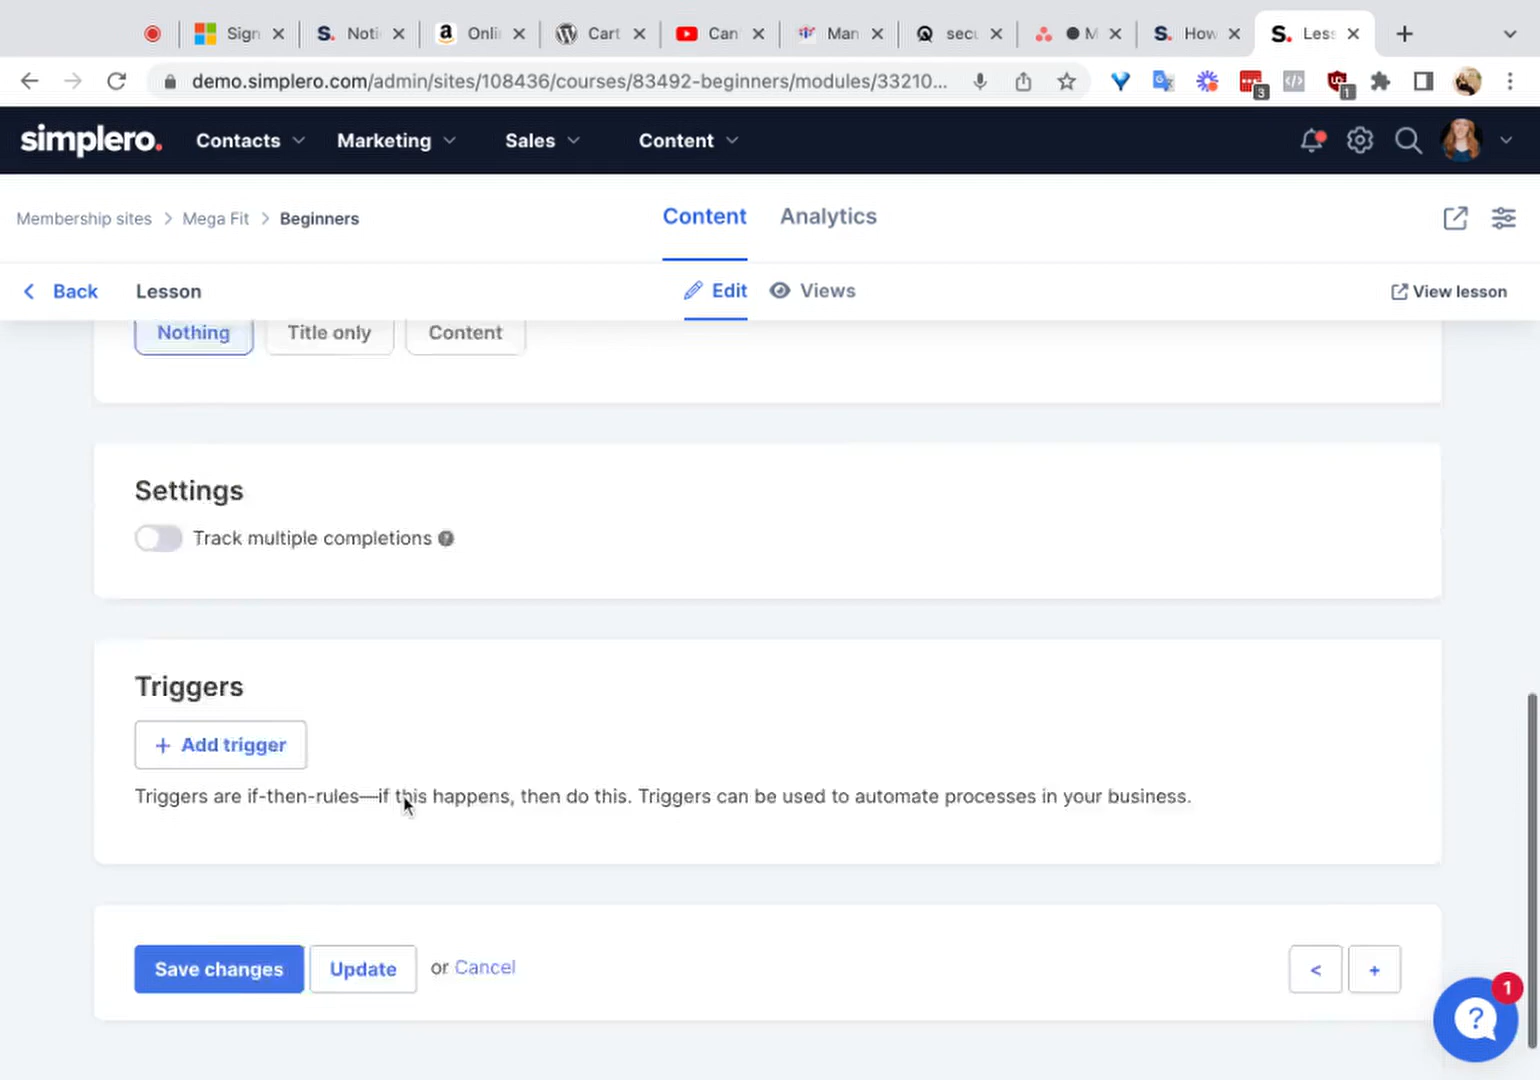 Sign
Noti
Onli
Cart
Can
Man
secu
M
How
Less
demo.simplero.com/admin/sites/108436/courses/83492-beginners/modules/33210...
3
1
simplero.
Contacts
Marketing
Sales
Content
Membership sites > Mega Fit > Beginners
Content
Analytics
Back
Lesson
Edit
Views
View lesson
Nothing
Title only
Content
Settings
Track multiple completions ?
Triggers
+ Add trigger
Triggers are if-then-rules—if this happens, then do this. Triggers can be used to automate processes in your business.
Save changes
Update
or Cancel
<
+
1
?